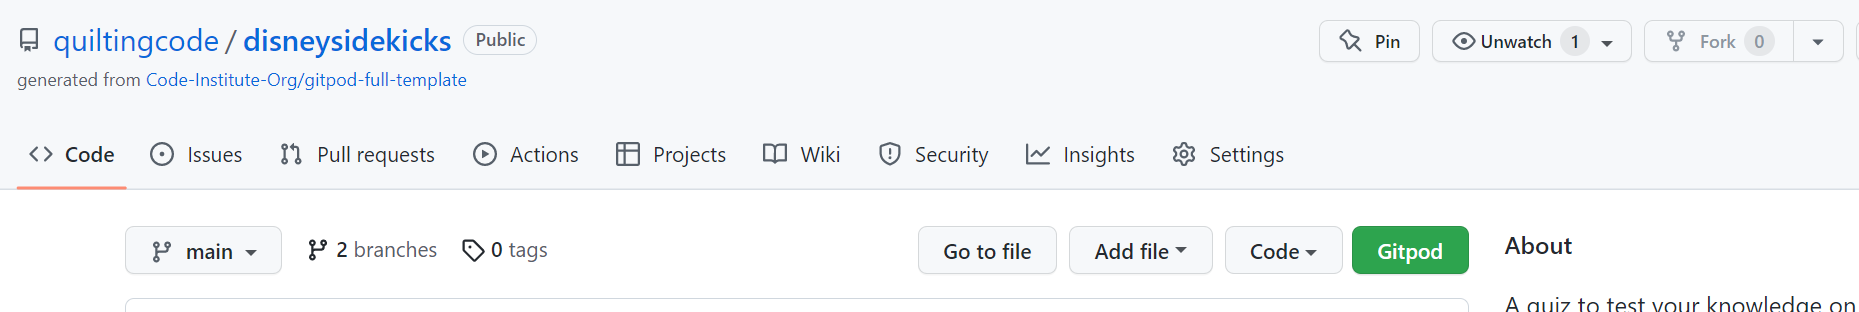 quiltingcode / disneysidekicks Public
Pin
Unwatch 1
Fork 0
generated from Code-Institute-Org/gitpod-full-template
Code Issues Pull requests Actions Projects Wiki Security Insights Settings
main 2 branches 0 tags
Go to file Add file Code Gitpod
About
A quiz to test your knowledge on